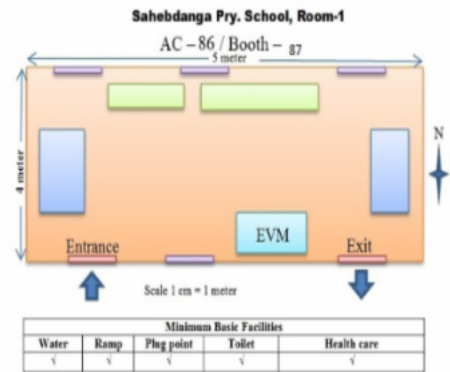 Sahebdanga Pry. School, Room-1
AC – 86 / Booth – 87
5 meter
N
4 meter
EVM
Entrance
Exit
Scale 1 cm = 1 meter
Minimum Basic Facilities
Water Ramp Plug point Toilet Health care
√ √ √ √ √